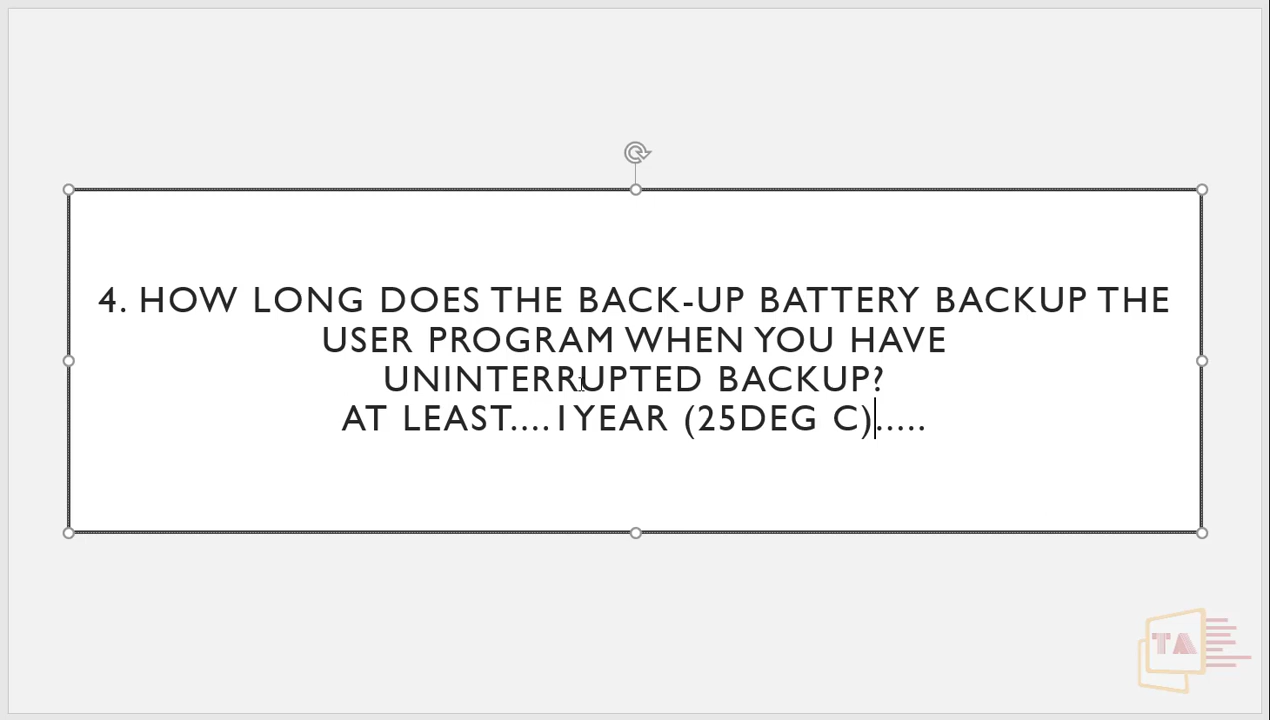 4. HOW LONG DOES THE BACK-UP BATTERY BACKUP THE
USER PROGRAM WHEN YOU HAVE
UNINTERRUPTED BACKUP?
AT LEAST....1YEAR (25DEG C).....
TA